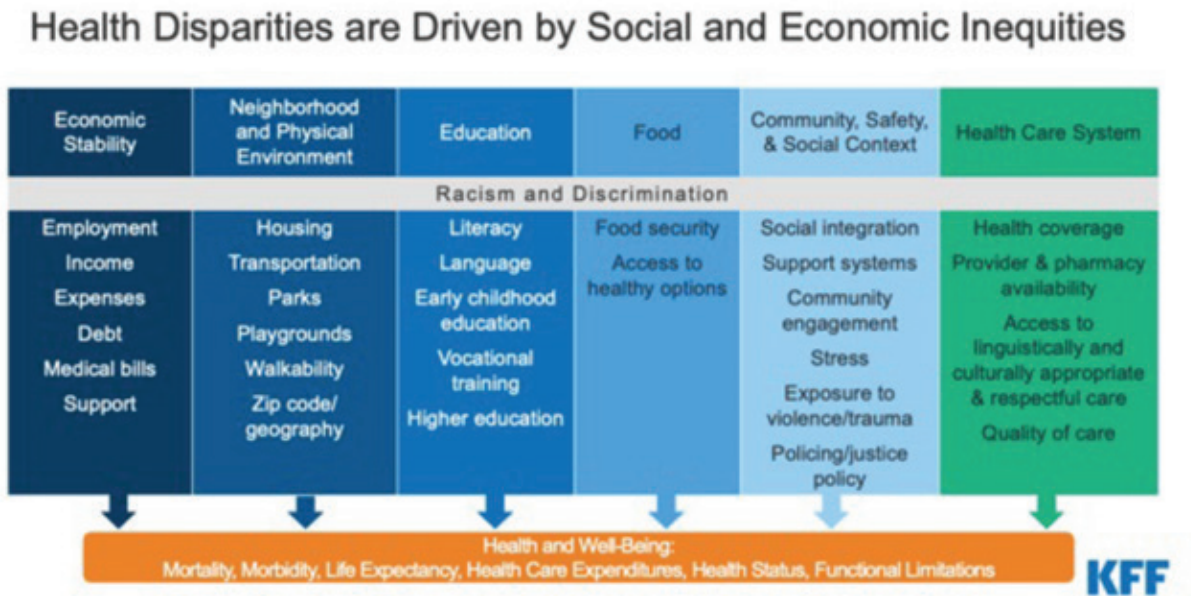 Health Disparities are Driven by Social and Economic Inequities
Economic
Stability
Neighborhood
and Physical
Environment
Education
Food
Community, Safety,
& Social Context
Health Care System
Racism and Discrimination
Employment
Income
Expenses
Debt
Medical bills
Support
Housing
Transportation
Parks
Playgrounds
Walkability
Zip code/
geography
Literacy
Language
Early childhood
education
Vocational
training
Higher education
Food security
Access to
healthy options
Social integration
Support systems
Community
engagement
Stress
Exposure to
violence/trauma
Policing/justice
policy
Health coverage
Provider & pharmacy
availability
Access to
linguistically and
culturally appropriate
& respectful care
Quality of care
Health and Well-Being:
Mortality, Morbidity, Life Expectancy, Health Care Expenditures, Health Status, Functional Limitations
KFF